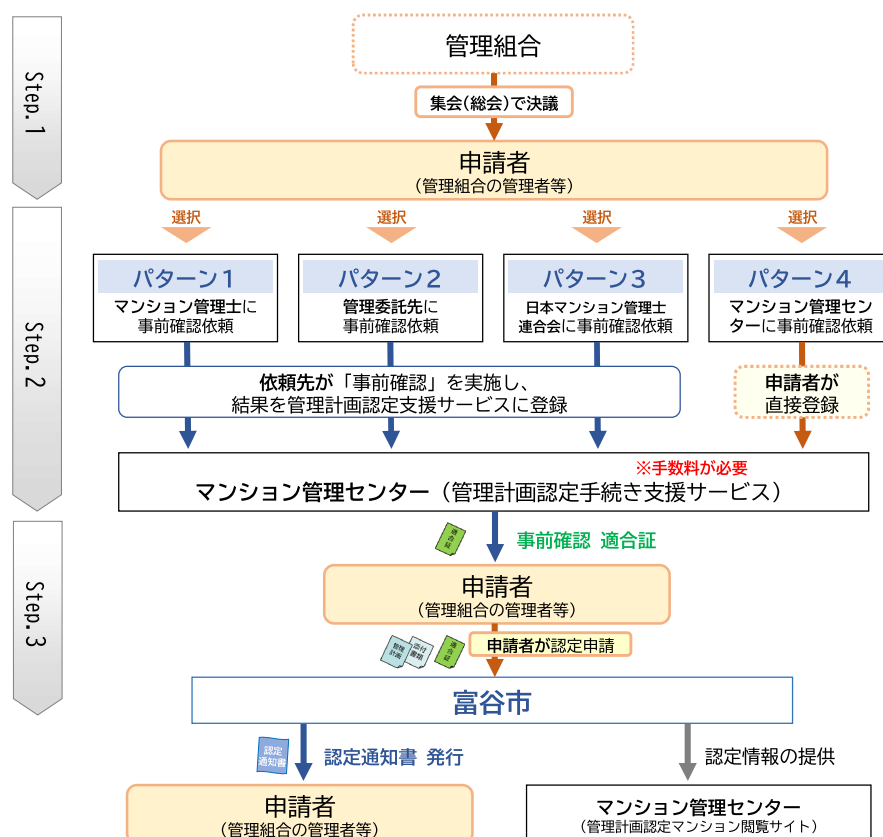 Step.1
管理組合
集会(総会)で決議
申請者
(管理組合の管理者等)
Step.2
選択
選択
選択
選択
パターン1
マンション管理士に
事前確認依頼
パターン2
管理委託先に
事前確認依頼
パターン3
日本マンション管理士
連合会に事前確認依頼
パターン4
マンション管理セン
ターに事前確認依頼
依頼先が「事前確認」を実施し、
結果を管理計画認定支援サービスに登録
申請者が
直接登録
※手数料が必要
マンション管理センター(管理計画認定手続き支援サービス)
Step.3
適合証
事前確認 適合証
申請者
(管理組合の管理者等)
管理
計画
添付
書類
適合証
申請者が認定申請
富谷市
認定
通知書
認定通知書 発行
認定情報の提供
申請者
(管理組合の管理者等)
マンション管理センター
(管理計画認定マンション閲覧サイト)